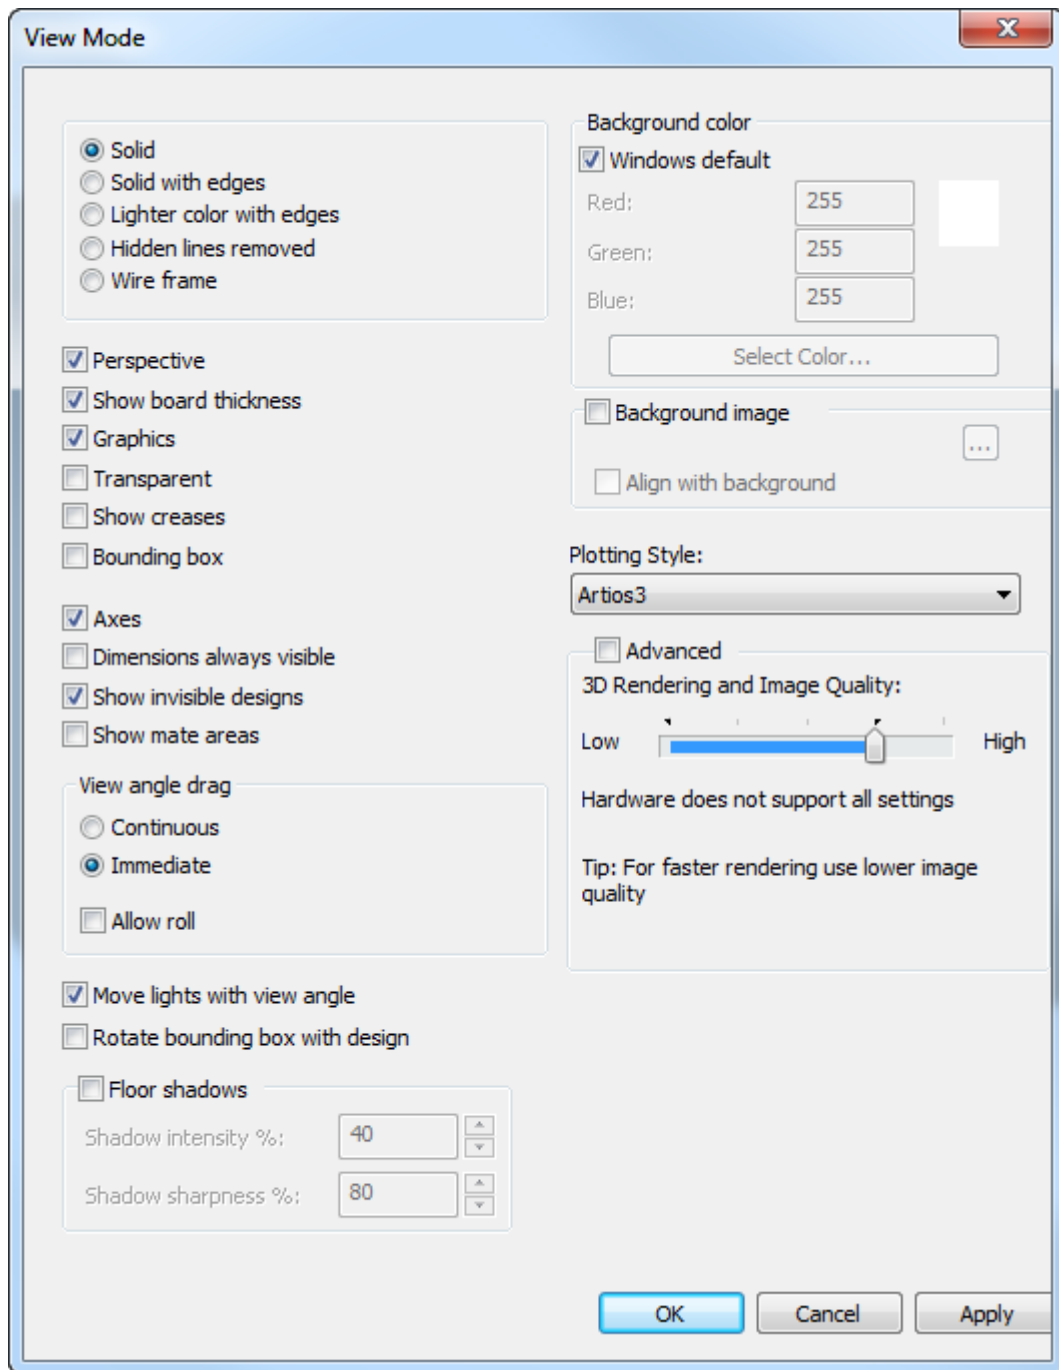 View Mode
Solid
Solid with edges
Lighter color with edges
Hidden lines removed
Wire frame
Perspective
Show board thickness
Graphics
Transparent
Show creases
Bounding box
Axes
Dimensions always visible
Show invisible designs
Show mate areas
View angle drag
Continuous
Immediate
Allow roll
Move lights with view angle
Rotate bounding box with design
Floor shadows
Shadow intensity %: 40
Shadow sharpness %: 80
Background color
Windows default
Red: 255
Green: 255
Blue: 255
Select Color...
Background image
...
Align with background
Plotting Style:
Artios3
Advanced
3D Rendering and Image Quality:
Low High
Hardware does not support all settings
Tip: For faster rendering use lower image
quality
OK Cancel Apply